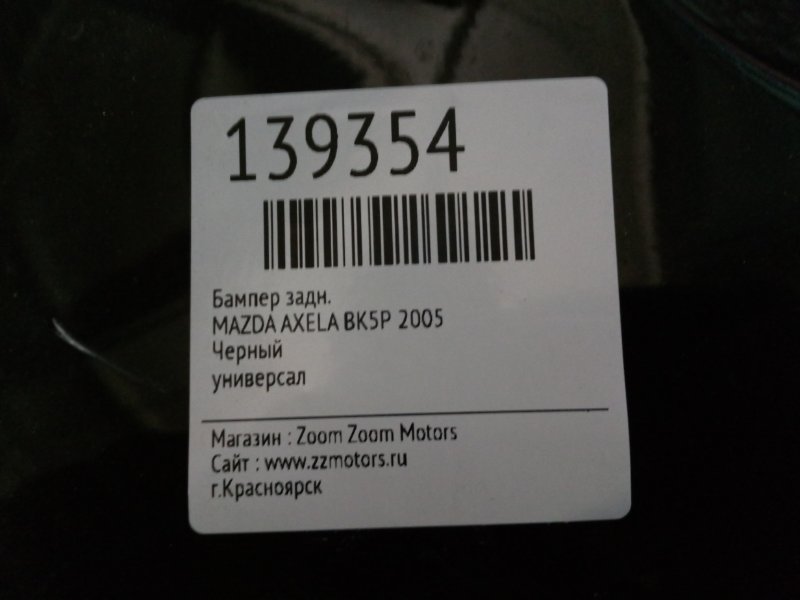 139354
Бампер задн.
MAZDA AXELA BK5P 2005
Черный
универсал
Магазин : Zoom Zoom Motors
Сайт : www.zzmotors.ru
г.Красноярск